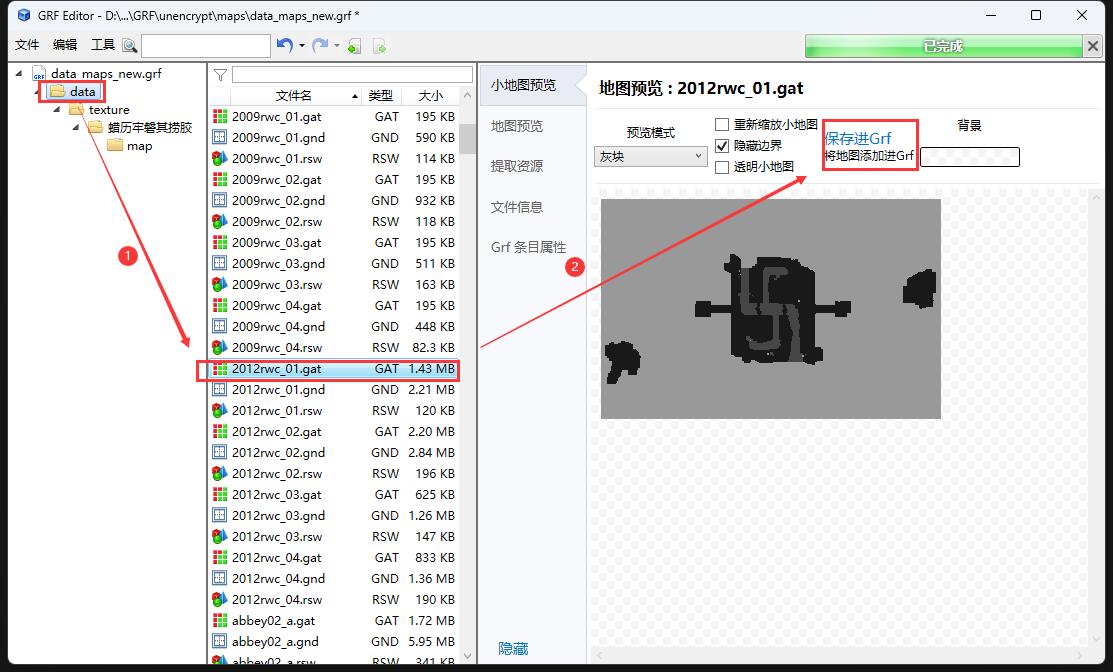 GRF Editor - D:\...\GRF\unencrypt\maps\data_maps_new.grf *
文件 编辑 工具
已完成
data_maps_new.grf
data
texture
蜡历牢磐其捞胶
map
文件名 类型 大小
2009rwc_01.gat GAT 195 KB
2009rwc_01.gnd GND 590 KB
2009rwc_01.rsw RSW 114 KB
2009rwc_02.gat GAT 195 KB
2009rwc_02.gnd GND 932 KB
2009rwc_02.rsw RSW 118 KB
2009rwc_03.gat GAT 195 KB
2009rwc_03.gnd GND 511 KB
2009rwc_03.rsw RSW 163 KB
2009rwc_04.gat GAT 195 KB
2009rwc_04.gnd GND 448 KB
2009rwc_04.rsw RSW 82.3 KB
2012rwc_01.gat GAT 1.43 MB
2012rwc_01.gnd GND 2.21 MB
2012rwc_01.rsw RSW 120 KB
2012rwc_02.gat GAT 2.20 MB
2012rwc_02.gnd GND 2.84 MB
2012rwc_02.rsw RSW 196 KB
2012rwc_03.gat GAT 625 KB
2012rwc_03.gnd GND 1.26 MB
2012rwc_03.rsw RSW 147 KB
2012rwc_04.gat GAT 833 KB
2012rwc_04.gnd GND 1.36 MB
2012rwc_04.rsw RSW 190 KB
abbey02_a.gat GAT 1.72 MB
abbey02_a.gnd GND 5.95 MB
abbey02_a.rsw RSW 341 KB
小地图预览
地图预览
提取资源
文件信息
Grf 条目属性
隐藏
地图预览 : 2012rwc_01.gat
预览模式
灰块
重新缩放小地图
隐藏边界
透明小地图
保存进Grf
将地图添加进Grf
背景
1
2
GRF